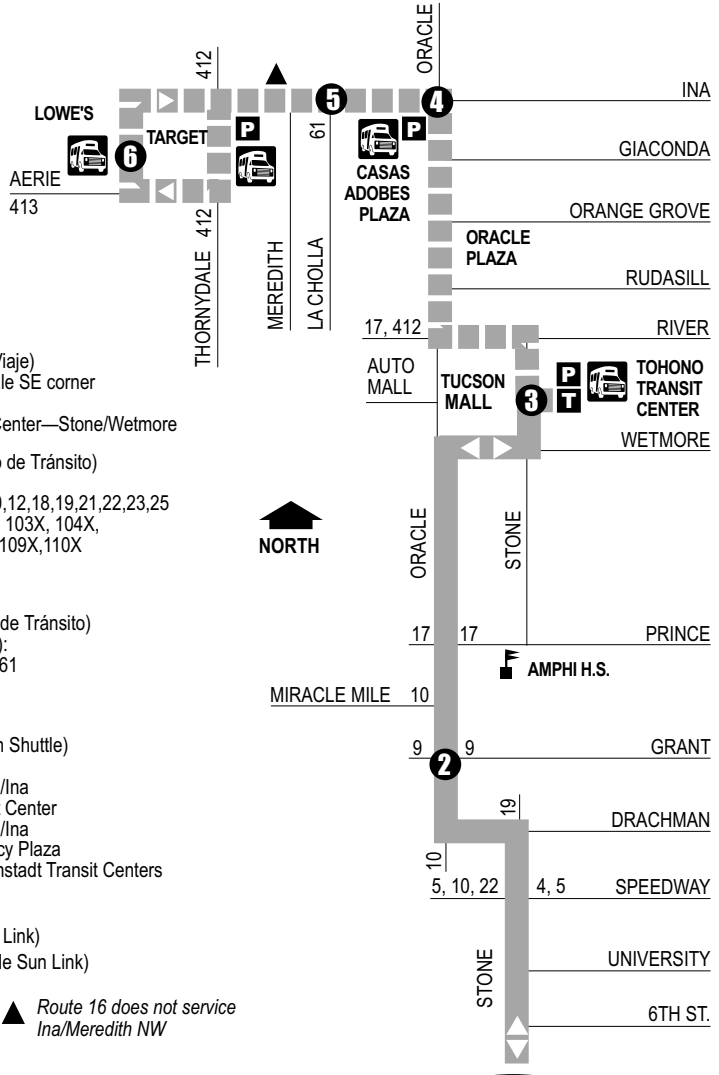 ORACLE
412
INA
LOWE'S
TARGET
P
5
61
P
4
6
CASAS
ADOBES
PLAZA
GIACONDA
AERIE
413
412
THORNYDALE
MEREDITH
LA CHOLLA
ORANGE GROVE
ORACLE
PLAZA
RUDASILL
17, 412
RIVER
AUTO
MALL
TUCSON
MALL
3
P
T
TOHONO
TRANSIT
CENTER
WETMORE
Viaje)
le SE corner
Center—Stone/Wetmore
o de Tránsito)
0,12,18,19,21,22,23,25
103X, 104X,
109X,110X
NORTH
ORACLE
STONE
de Tránsito)
):
61
17
17
PRINCE
AMPHI H.S.
MIRACLE MILE
10
n Shuttle)
9
2
9
GRANT
/Ina
t Center
/Ina
cy Plaza
nstadt Transit Centers
19
DRACHMAN
10
5, 10, 22
4, 5
SPEEDWAY
Link)
de Sun Link)
UNIVERSITY
STONE
Route 16 does not service
Ina/Meredith NW
6TH ST.